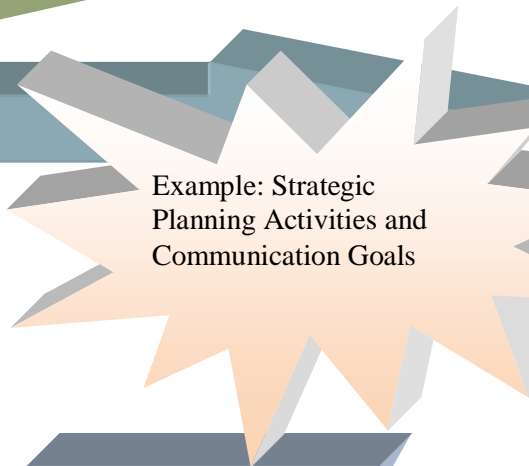 Example: Strategic
Planning Activities and
Communication Goals